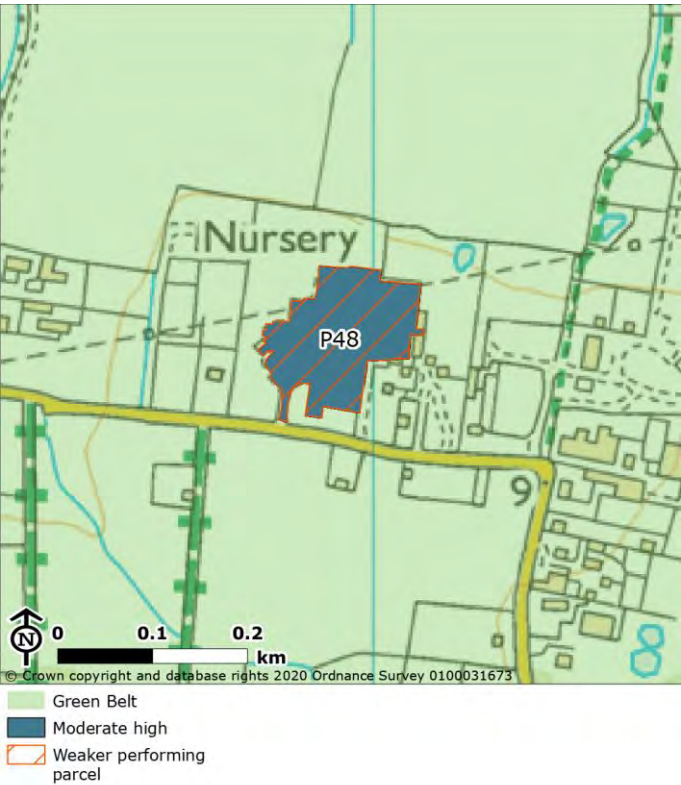 Nursery
P48
9
N
0 0.1 0.2
km
© Crown copyright and database rights 2020 Ordnance Survey 0100031673
Green Belt
Moderate high
Weaker performing
parcel